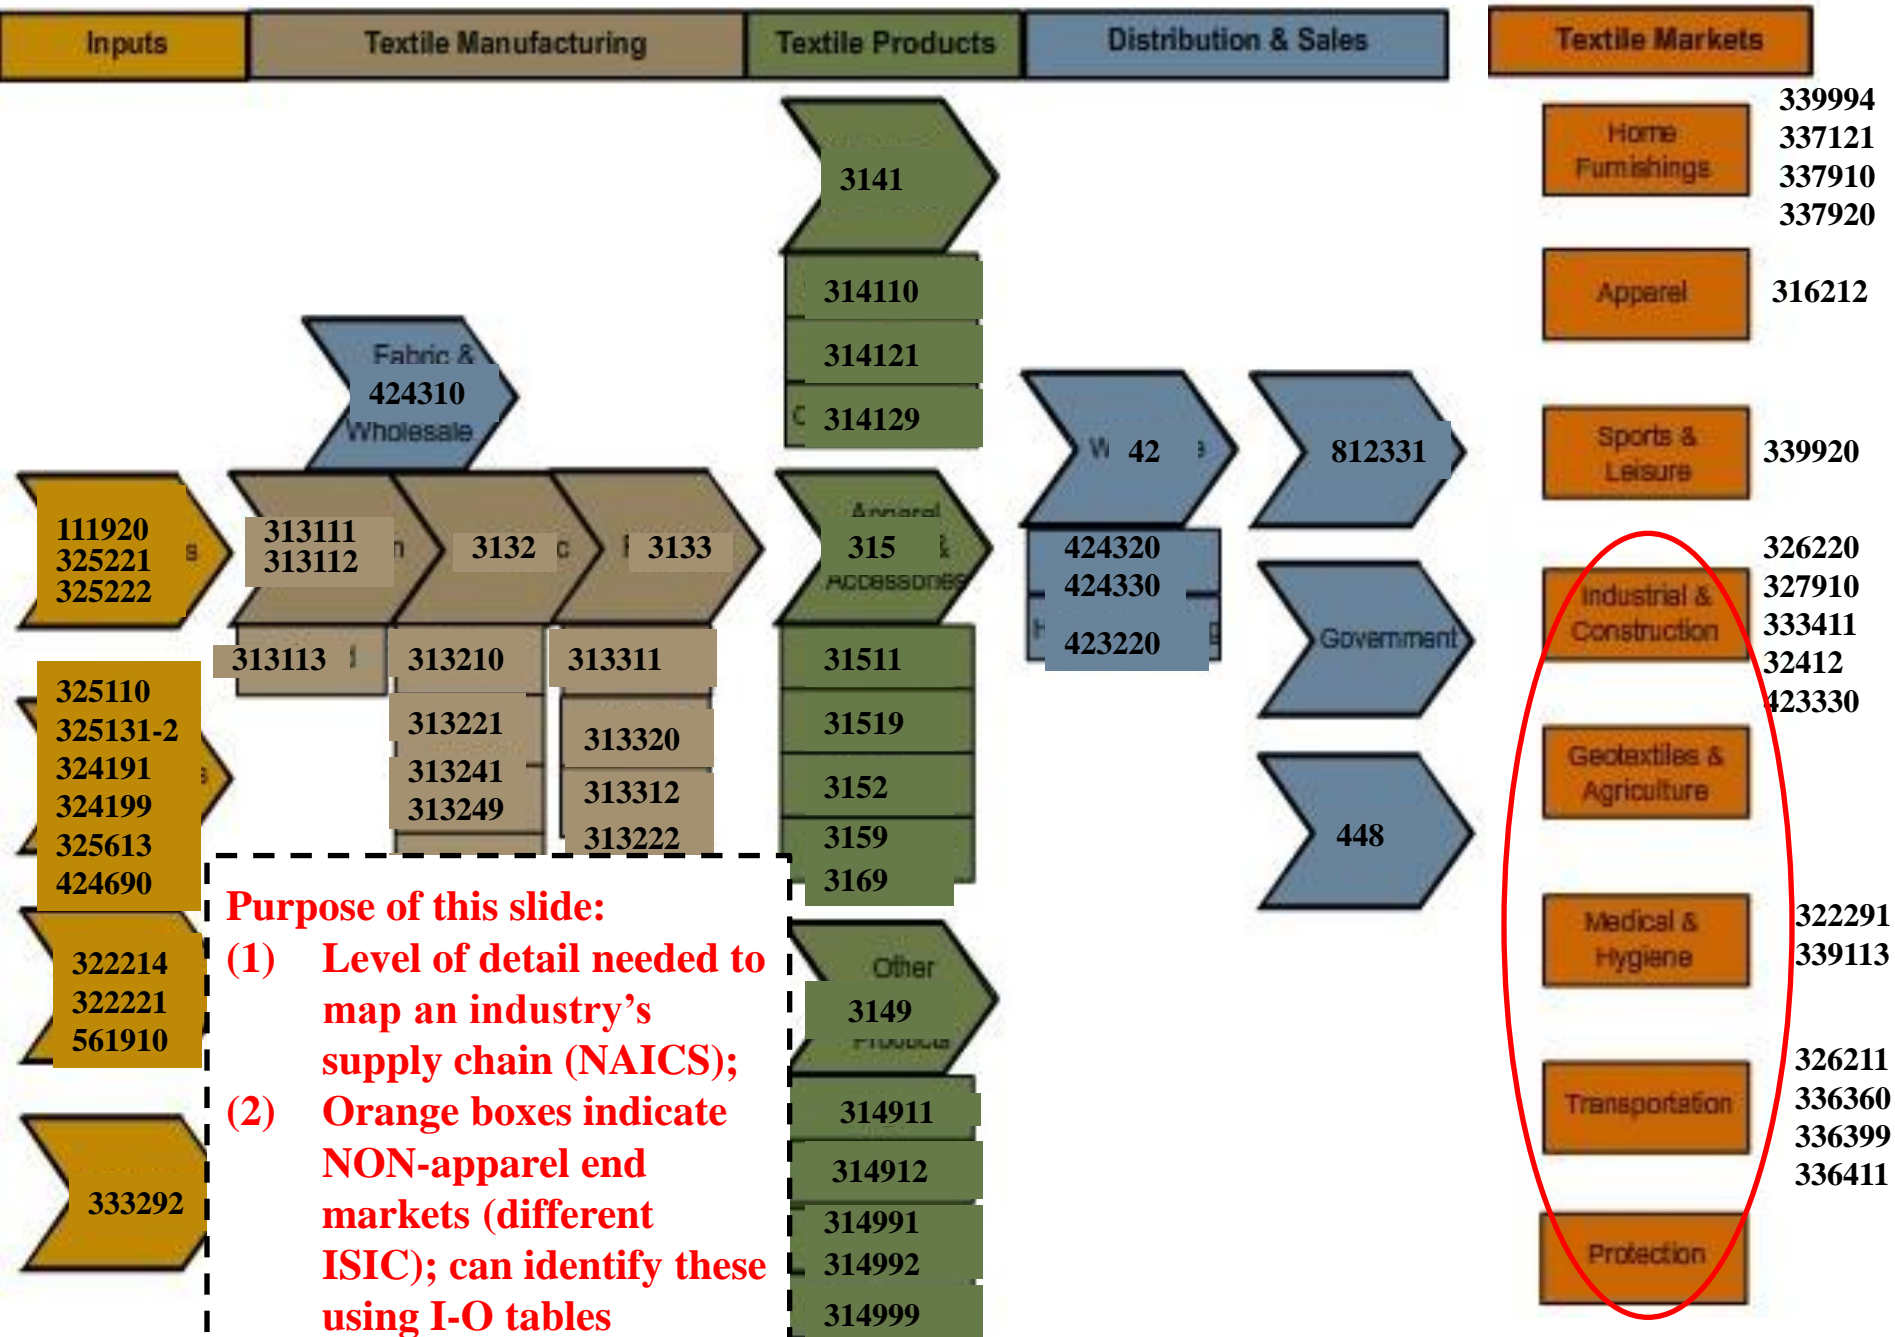 Inputs
Textile Manufacturing
Textile Products
Distribution & Sales
Textile Markets
111920
325221
325222
325110
325131-2
324191
324199
325613
424690
322214
322221
561910
333292
Fabric &
424310
Wholesale
313111
313112
3132
3133
313113
313210
313311
313221
313320
313241
313249
313312
313222
3141
314110
314121
314129
Apparel
315 &
Accessories
31511
31519
3152
3159
3169
Other
3149
Products
314911
314912
314991
314992
314999
42
424320
424330
423220
812331
Government
448
Home
Furnishings
339994
337121
337910
337920
Apparel
316212
Sports &
Leisure
339920
Industrial &
Construction
326220
327910
333411
32412
423330
Geotextiles &
Agriculture
Medical &
Hygiene
322291
339113
Transportation
326211
336360
336399
336411
Protection
Purpose of this slide:
(1) Level of detail needed to
map an industry’s
supply chain (NAICS);
(2) Orange boxes indicate
NON-apparel end
markets (different
ISIC); can identify these
using I-O tables